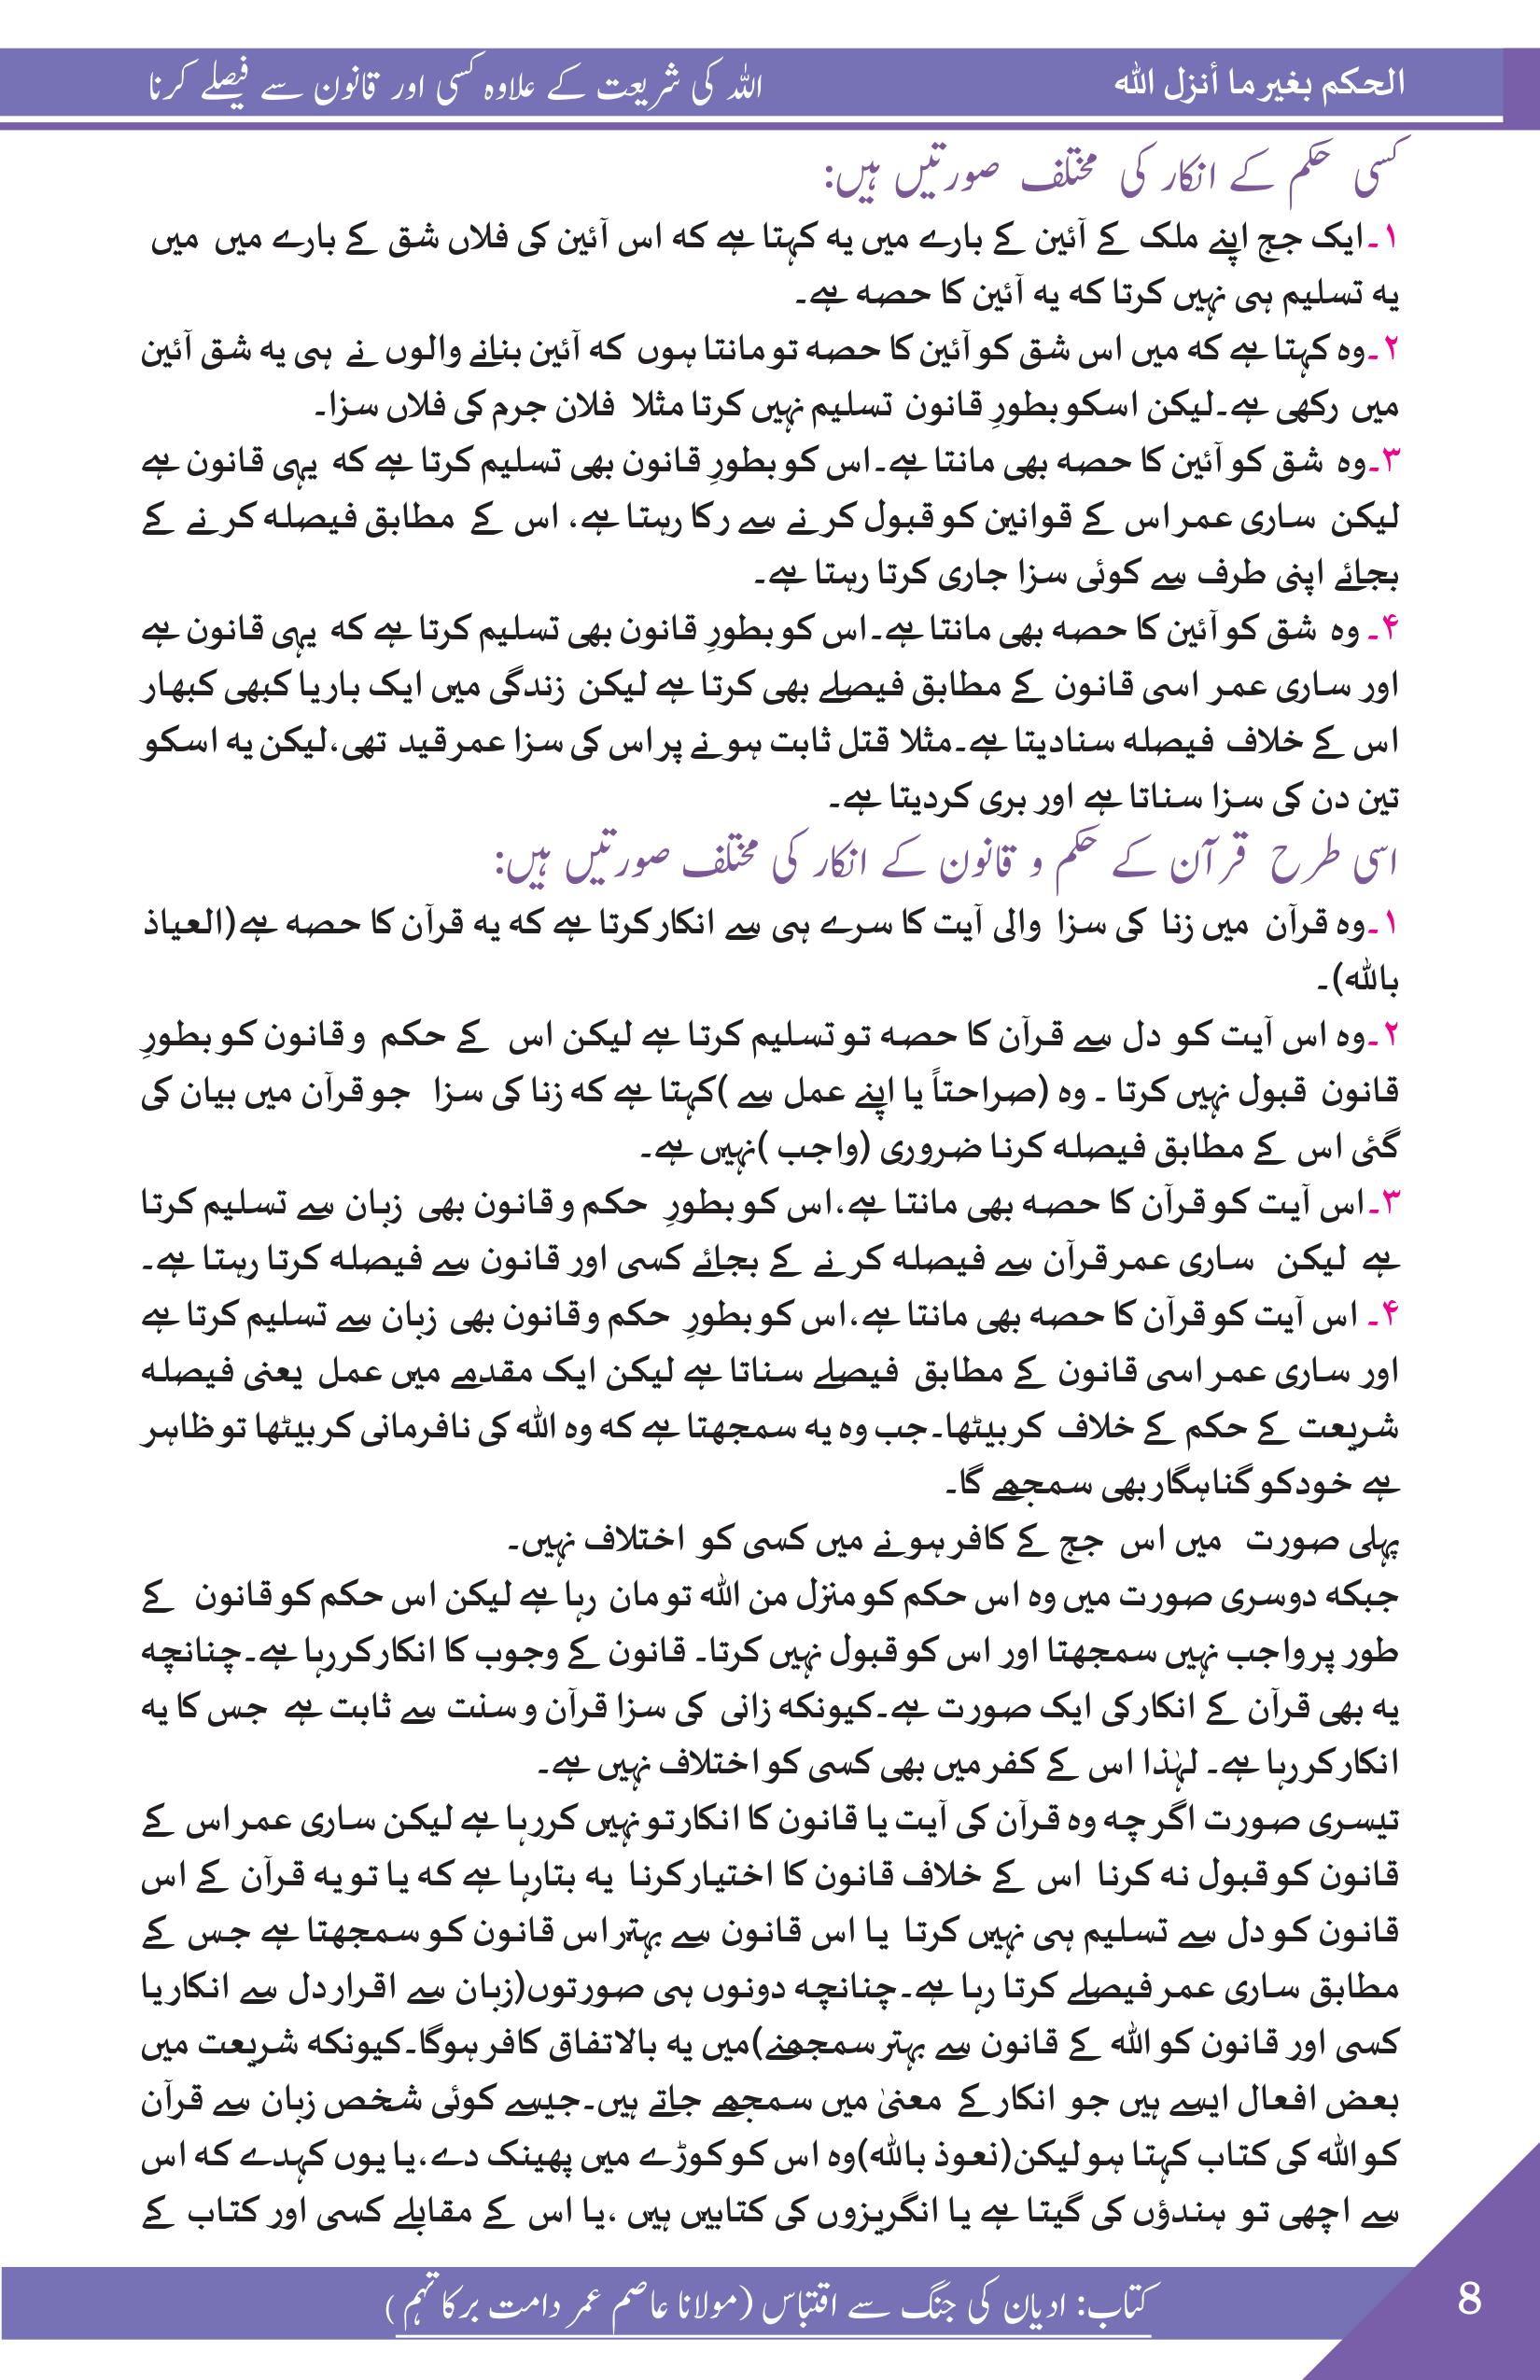 الحكم بغير ما أنزل الله
اللہ کی شریعت کے علاوہ کسی اور قانون سے فیصلے کرنا
کسی حکم کے انکار کی مختلف صورتیں ہیں:
۱۔ایک جج اپنے ملک کے آئین کے بارے میں یہ کہتا ہے کہ اس آئین کی فلاں شق کے بارے میں میں
یہ تسلیم ہی نہیں کرتا کہ یہ آئین کا حصہ ہے۔
۲۔وہ کہتا ہے کہ میں اس شق کو آئین کا حصہ تو مانتا ہوں کہ آئین بنانے والوں نے ہی یہ شق آئین
میں رکھی ہے۔لیکن اسکو بطورِ قانون تسلیم نہیں کرتا مثلا فلان جرم کی فلاں سزا۔
۳۔وہ شق کو آئین کا حصہ بھی مانتا ہے۔اس کو بطورِ قانون بھی تسلیم کرتا ہے کہ یہی قانون ہے
لیکن ساری عمر اس کے قوانین کو قبول کرنے سے رکا رہتا ہے، اس کے مطابق فیصلہ کرنے کے
بجائے اپنی طرف سے کوئی سزا جاری کرتا رہتا ہے۔
۴۔ وہ شق کو آئین کا حصہ بھی مانتا ہے۔اس کو بطورِ قانون بھی تسلیم کرتا ہے کہ یہی قانون ہے
اور ساری عمر اسی قانون کے مطابق فیصلے بھی کرتا ہے لیکن زندگی میں ایک بار یا کبھی کبھار
اس کے خلاف فیصلہ سنادیتا ہے۔مثلا قتل ثابت ہونے پر اس کی سزا عمر قید تھی،لیکن یہ اسکو
تین دن کی سزا سناتا ہے اور بری کردیتا ہے۔
اسی طرح قرآن کے حکم و قانون کے انکار کی مختلف صورتیں ہیں:
۱۔وہ قرآن میں زنا کی سزا والی آیت کا سرے ہی سے انکار کرتا ہے کہ یہ قرآن کا حصہ ہے(العیاذ
باللہ)۔
۲۔وہ اس آیت کو دل سے قرآن کا حصہ تو تسلیم کرتا ہے لیکن اس کے حکم و قانون کو بطورِ
قانون قبول نہیں کرتا ۔ وہ (صراحتاً یا اپنے عمل سے )کہتا ہے کہ زنا کی سزا جو قرآن میں بیان کی
گئی اس کے مطابق فیصلہ کرنا ضروری (واجب )نہیں ہے۔
۳۔اس آیت کو قرآن کا حصہ بھی مانتا ہے،اس کو بطورِ حکم و قانون بھی زبان سے تسلیم کرتا
ہے لیکن ساری عمر قرآن سے فیصلہ کرنے کے بجائے کسی اور قانون سے فیصلہ کرتا رہتا ہے۔
۴۔ اس آیت کو قرآن کا حصہ بھی مانتا ہے،اس کو بطورِ حکم و قانون بھی زبان سے تسلیم کرتا ہے
اور ساری عمر اسی قانون کے مطابق فیصلے سناتا ہے لیکن ایک مقدمے میں عمل یعنی فیصلہ
شریعت کے حکم کے خلاف کر بیٹھا۔جب وہ یہ سمجھتا ہے کہ وہ اللہ کی نافرمانی کر بیٹھا تو ظاہر
ہے خود کو گناہگار بھی سمجھے گا۔
پہلی صورت میں اس جج کے کافر ہونے میں کسی کو اختلاف نہیں۔
جبکہ دوسری صورت میں وہ اس حکم کو منزل من اللہ تو مان رہا ہے لیکن اس حکم کو قانون کے
طور پر واجب نہیں سمجھتا اور اس کو قبول نہیں کرتا۔ قانون کے وجوب کا انکار کر رہا ہے۔چنانچہ
یہ بھی قرآن کے انکار کی ایک صورت ہے۔کیونکہ زانی کی سزا قرآن و سنت سے ثابت ہے جس کا یہ
انکار کر رہا ہے۔ لہٰذا اس کے کفر میں بھی کسی کو اختلاف نہیں ہے۔
تیسری صورت اگر چہ وہ قرآن کی آیت یا قانون کا انکار تو نہیں کررہا ہے لیکن ساری عمر اس کے
قانون کو قبول نہ کرنا اس کے خلاف قانون کا اختیار کرنا یہ بتارہا ہے کہ یا تو یہ قرآن کے اس
قانون کو دل سے تسلیم ہی نہیں کرتا یا اس قانون سے بہتر اس قانون کو سمجھتا ہے جس کے
مطابق ساری عمر فیصلے کرتا رہا ہے۔چنانچہ دونوں ہی صورتوں(زبان سے اقرار دل سے انکار یا
کسی اور قانون کو اللہ کے قانون سے بہتر سمجھنے)میں یہ بالاتفاق کافر ہوگا۔کیونکہ شریعت میں
بعض افعال ایسے ہیں جو انکار کے معنیٰ میں سمجھے جاتے ہیں۔جیسے کوئی شخص زبان سے قرآن
کو اللہ کی کتاب کہتا ہو لیکن(نعوذ باللہ)وہ اس کو کوڑے میں پھینک دے،یا یوں کہدے کہ اس
سے اچھی تو ہندؤں کی گیتا ہے یا انگریزوں کی کتابیں ہیں ،یا اس کے مقابلے کسی اور کتاب کے
کتاب: ادیان کی جنگ سے اقتباس (مولانا عاصم عمر دامت برکاتہم)
8